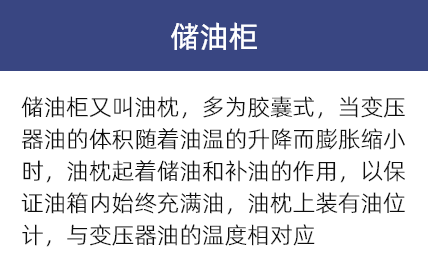 储油柜
储油柜又叫油枕，多为胶囊式，当变压
器油的体积随着油温的升降而膨胀缩小
时，油枕起着储油和补油的作用，以保
证油箱内始终充满油，油枕上装有油位
计，与变压器油的温度相对应